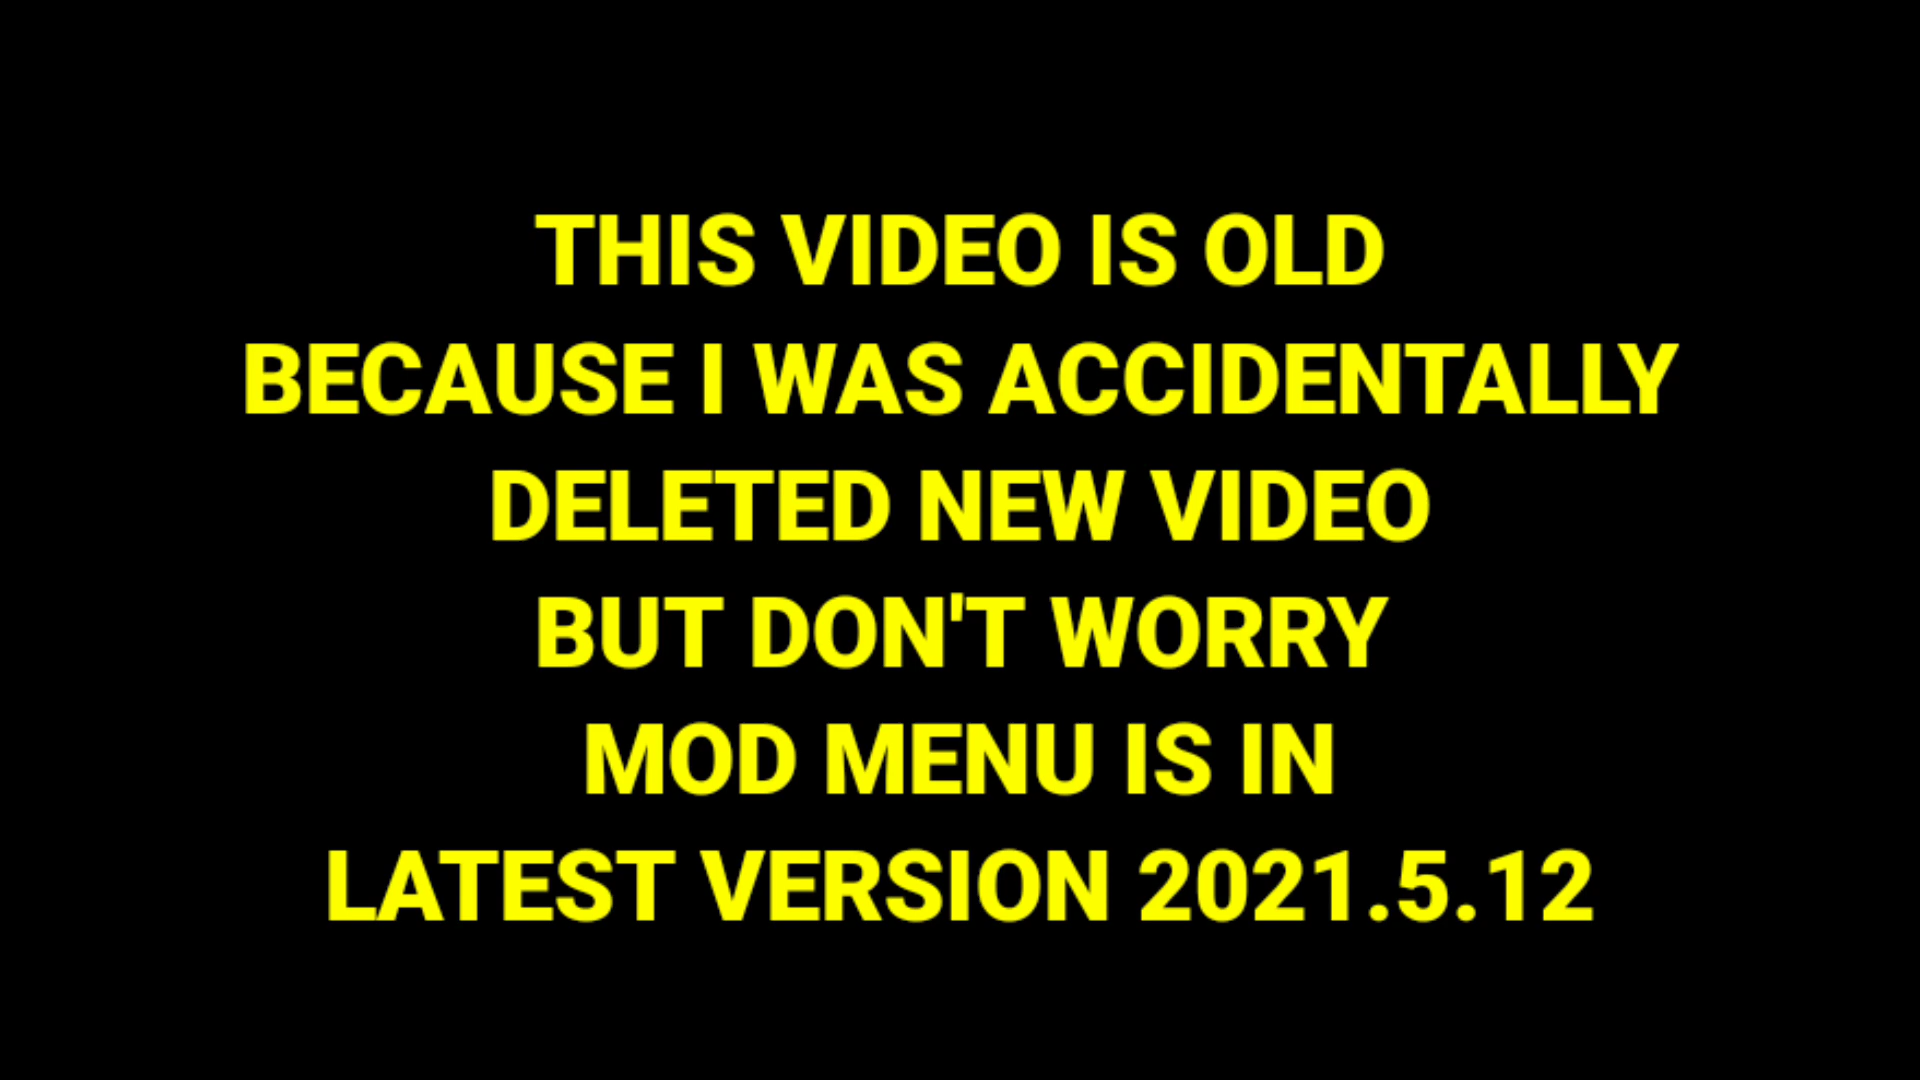 THIS VIDEO IS OLD
BECAUSE I WAS ACCIDENTALLY
DELETED NEW VIDEO
BUT DON'T WORRY
MOD MENU IS IN
LATEST VERSION 2021.5.12